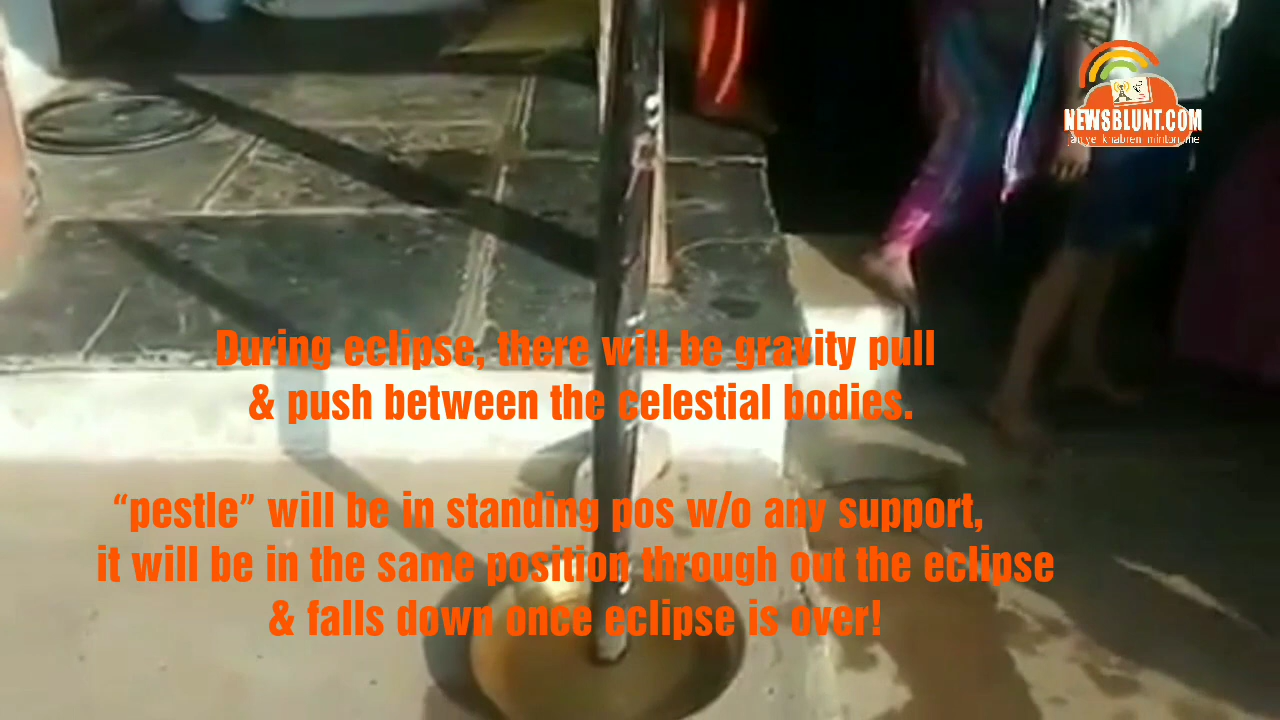 NEWSBLUNT.COM
During eclipse, there will be gravity pull
& push between the celestial bodies.
“pestle” will be in standing pos w/o any support,
it will be in the same position through out the eclipse
& falls down once eclipse is over!